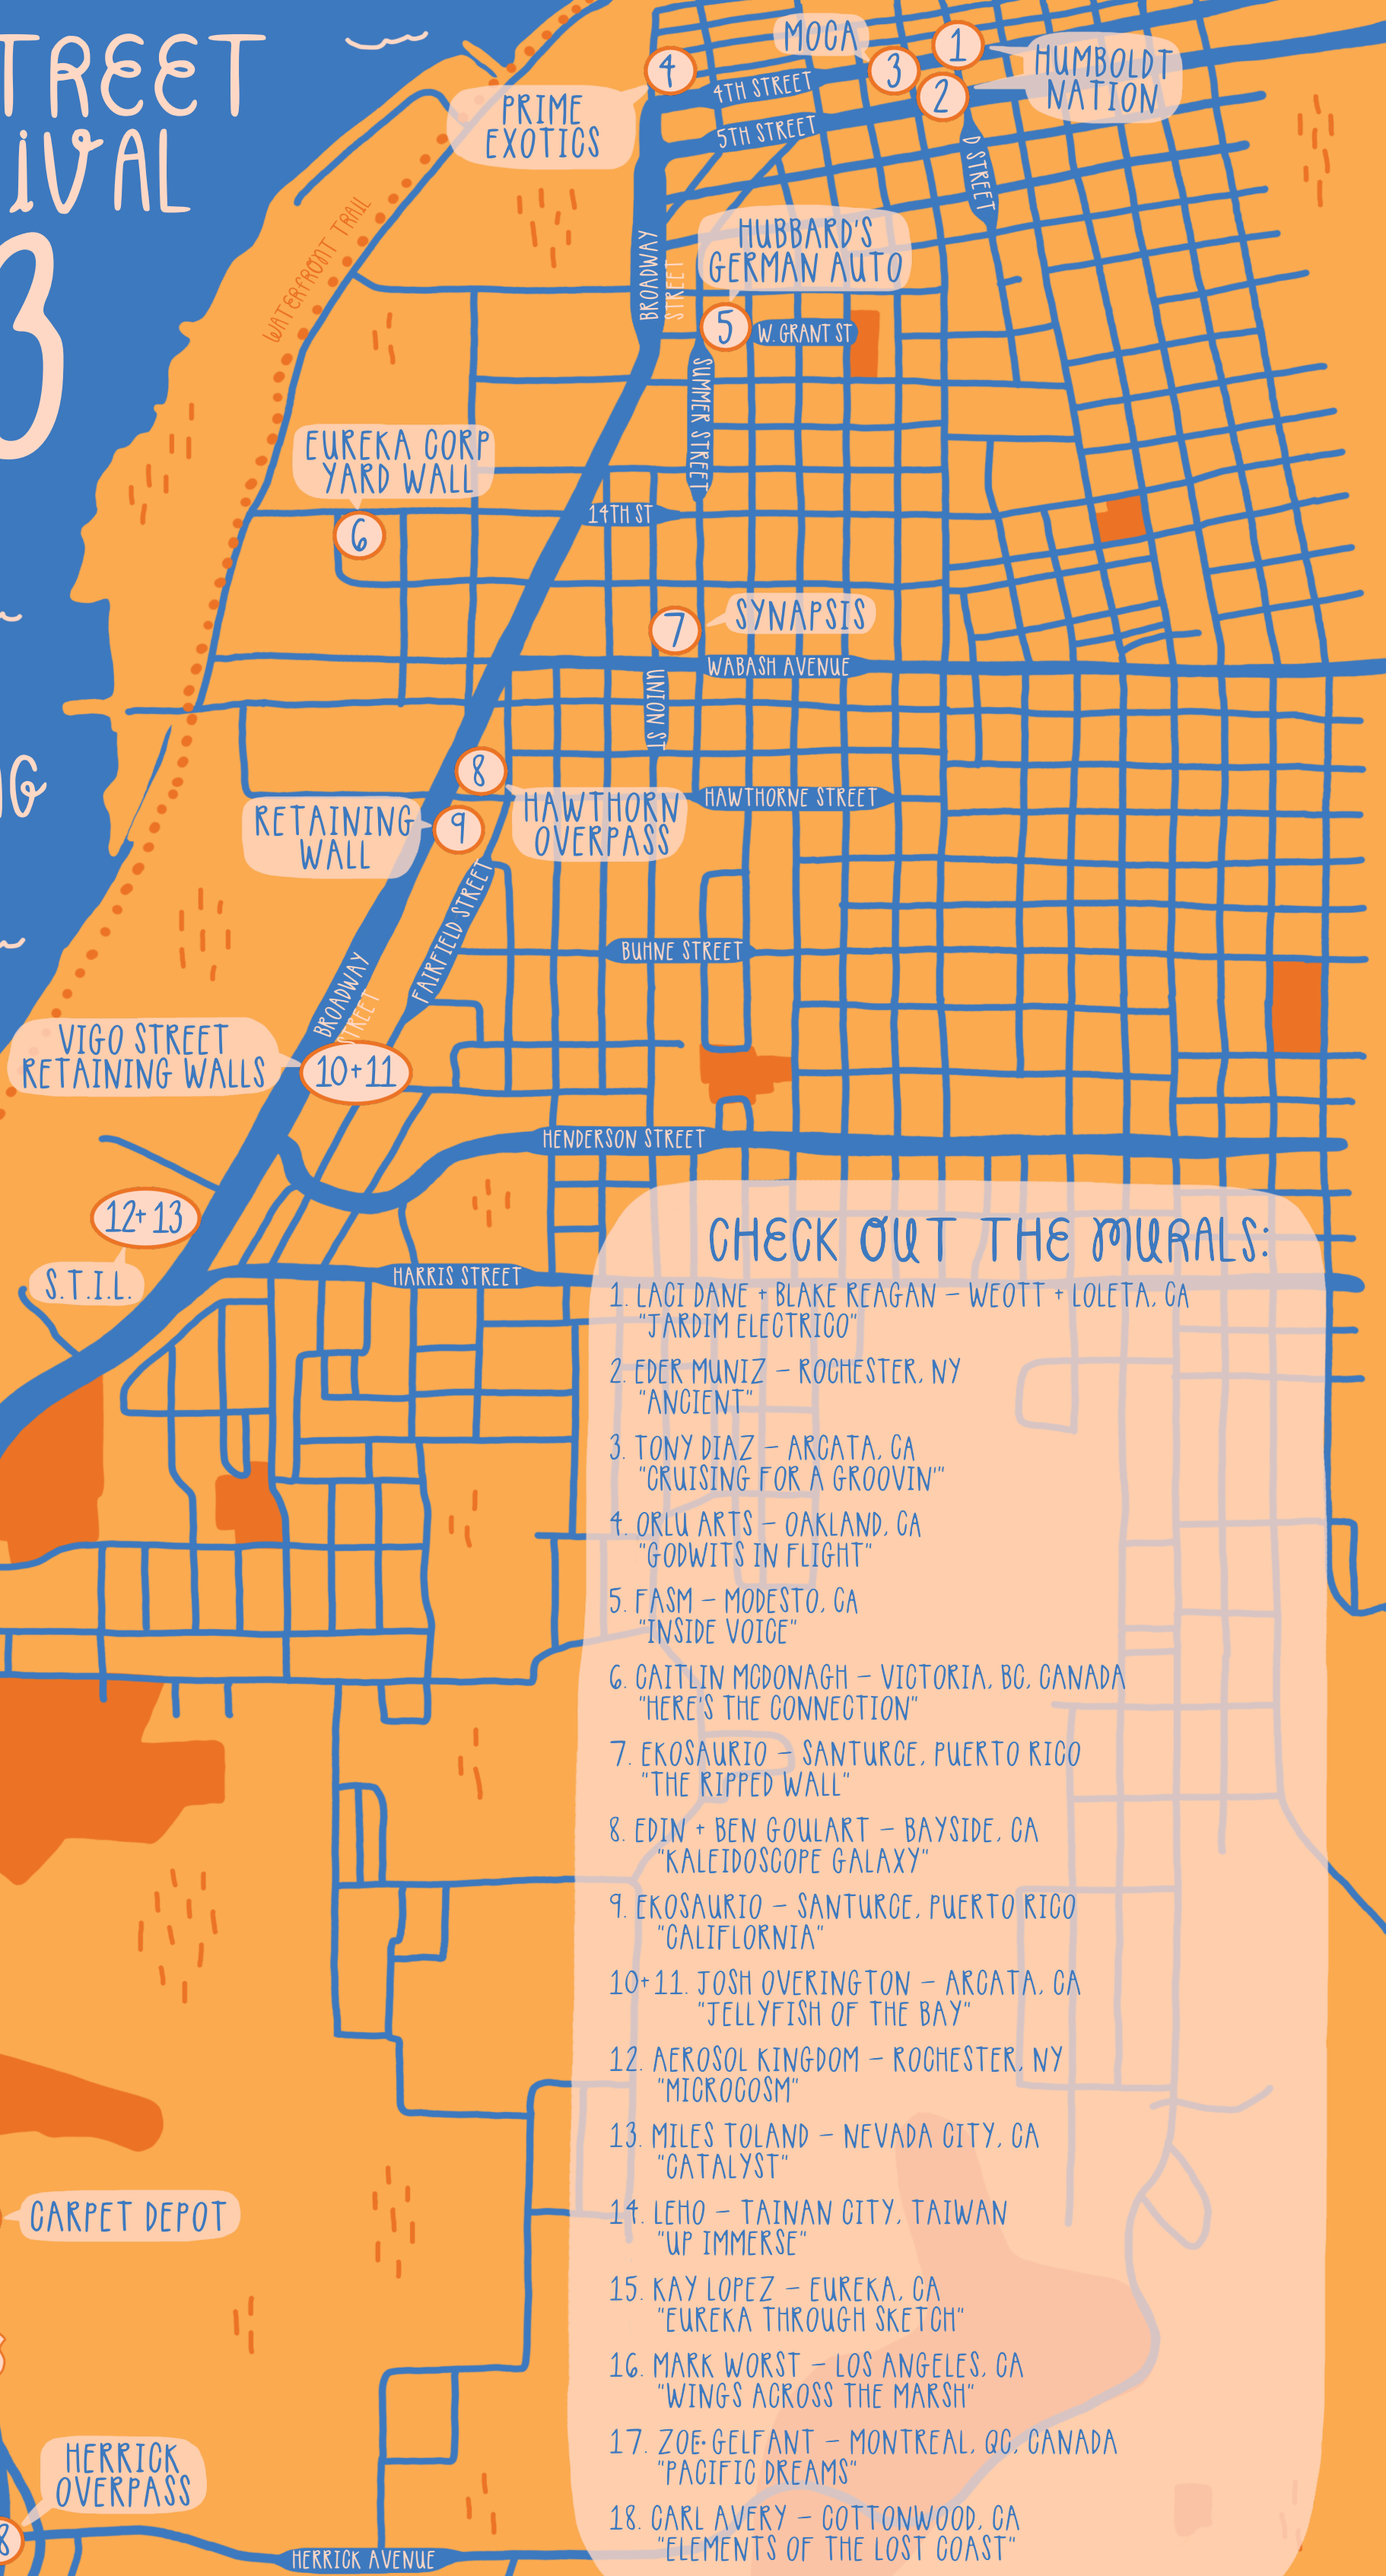 TREET
IVAL
3
G
MOCA
1
HUMBOLDT
NATION
4
3
2
PRIME
EXOTICS
4TH STREET
5TH STREET
D STREET
WATERFRONT TRAIL
BROADWAY
STREET
HUBBARD'S
GERMAN AUTO
5
W. GRANT ST
SUMMER STREET
EUREKA CORP
YARD WALL
6
14TH ST
7
SYNAPSIS
WABASH AVENUE
UNION ST
8
HAWTHORN
OVERPASS
HAWTHORNE STREET
RETAINING
WALL
9
FAIRFIELD STREET
BUHNE STREET
BROADWAY
STREET
VIGO STREET
RETAINING WALLS
10+11
HENDERSON STREET
12+13
S.T.I.L.
HARRIS STREET
CHECK OUT THE MURALS:
1. LACI DANE + BLAKE REAGAN – WEOTT + LOLETA, CA
"JARDIM ELECTRICO"
2. EDER MUNIZ – ROCHESTER, NY
"ANCIENT"
3. TONY DIAZ – ARCATA, CA
"CRUISING FOR A GROOVIN'"
4. ORLU ARTS – OAKLAND, CA
"GODWITS IN FLIGHT"
5. FASM – MODESTO, CA
"INSIDE VOICE"
6. CAITLIN MCDONAGH – VICTORIA, BC, CANADA
"HERE'S THE CONNECTION"
7. EKOSAURIO – SANTURCE, PUERTO RICO
"THE RIPPED WALL"
8. EDIN + BEN GOULART – BAYSIDE, CA
"KALEIDOSCOPE GALAXY"
9. EKOSAURIO – SANTURCE, PUERTO RICO
"CALIFLORNIA"
10+11. JOSH OVERINGTON – ARCATA, CA
"JELLYFISH OF THE BAY"
12. AEROSOL KINGDOM – ROCHESTER, NY
"MICROCOSM"
13. MILES TOLAND – NEVADA CITY, CA
"CATALYST"
14. LEHO – TAINAN CITY, TAIWAN
"UP IMMERSE"
15. KAY LOPEZ – EUREKA, CA
"EUREKA THROUGH SKETCH"
16. MARK WORST – LOS ANGELES, CA
"WINGS ACROSS THE MARSH"
17. ZOE GELFANT – MONTREAL, QC, CANADA
"PACIFIC DREAMS"
18. CARL AVERY – COTTONWOOD, CA
"ELEMENTS OF THE LOST COAST"
CARPET DEPOT
HERRICK
OVERPASS
8
HERRICK AVENUE